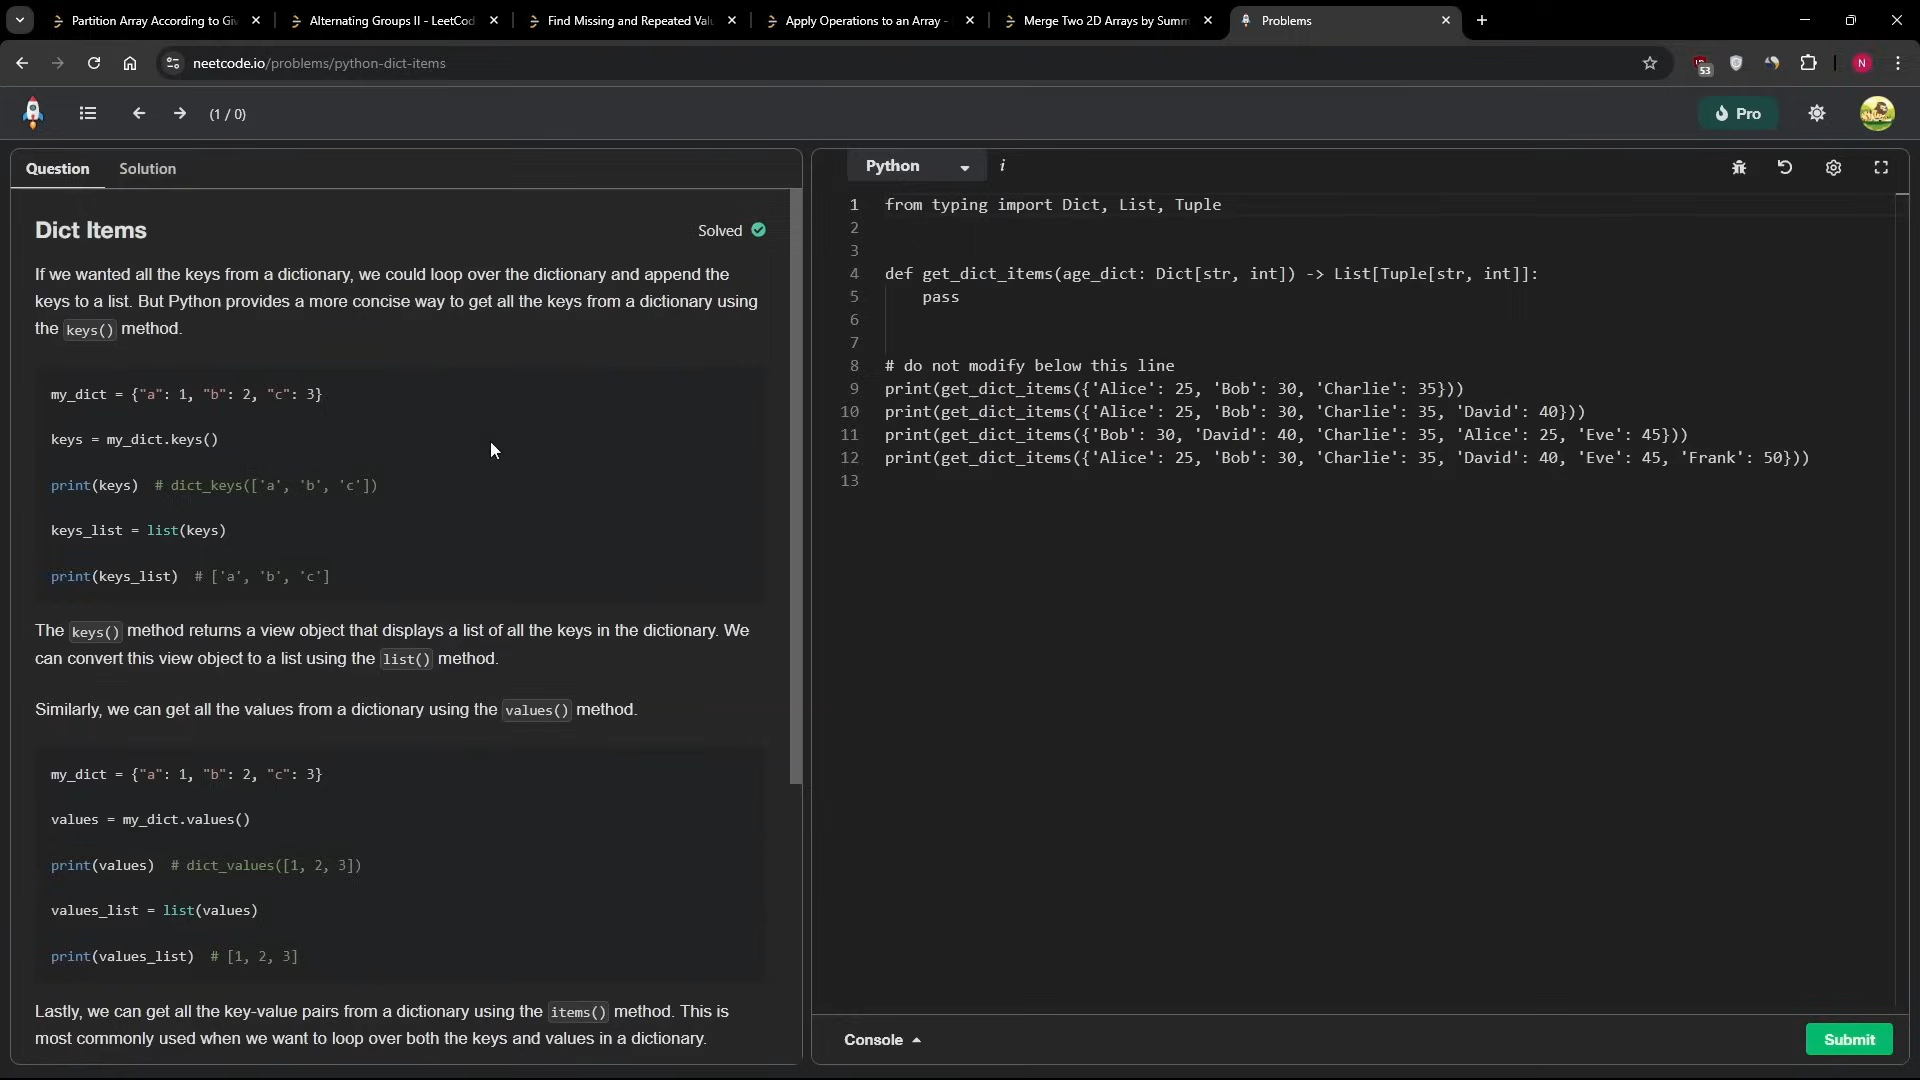 Partition Array According to Giv
Alternating Groups II - LeetCod
Find Missing and Repeated Valu
Apply Operations to an Array -
Merge Two 2D Arrays by Summ
Problems
neetcode.io/problems/python-dict-items
53
N
(1 / 0)
Pro
Question
Solution
Dict Items
Solved
If we wanted all the keys from a dictionary, we could loop over the dictionary and append the
keys to a list. But Python provides a more concise way to get all the keys from a dictionary using
the keys() method.
my_dict = {"a": 1, "b": 2, "c": 3}
keys = my_dict.keys()
print(keys)  # dict_keys(['a', 'b', 'c'])
keys_list = list(keys)
print(keys_list)  # ['a', 'b', 'c']
The keys() method returns a view object that displays a list of all the keys in the dictionary. We
can convert this view object to a list using the list() method.
Similarly, we can get all the values from a dictionary using the values() method.
my_dict = {"a": 1, "b": 2, "c": 3}
values = my_dict.values()
print(values)  # dict_values([1, 2, 3])
values_list = list(values)
print(values_list)  # [1, 2, 3]
Lastly, we can get all the key-value pairs from a dictionary using the items() method. This is
most commonly used when we want to loop over both the keys and values in a dictionary.
Python
i
1 from typing import Dict, List, Tuple
2
3
4 def get_dict_items(age_dict: Dict[str, int]) -> List[Tuple[str, int]]:
5     pass
6
7
8 # do not modify below this line
9 print(get_dict_items({'Alice': 25, 'Bob': 30, 'Charlie': 35}))
10 print(get_dict_items({'Alice': 25, 'Bob': 30, 'Charlie': 35, 'David': 40}))
11 print(get_dict_items({'Bob': 30, 'David': 40, 'Charlie': 35, 'Alice': 25, 'Eve': 45}))
12 print(get_dict_items({'Alice': 25, 'Bob': 30, 'Charlie': 35, 'David': 40, 'Eve': 45, 'Frank': 50}))
13
Console
Submit